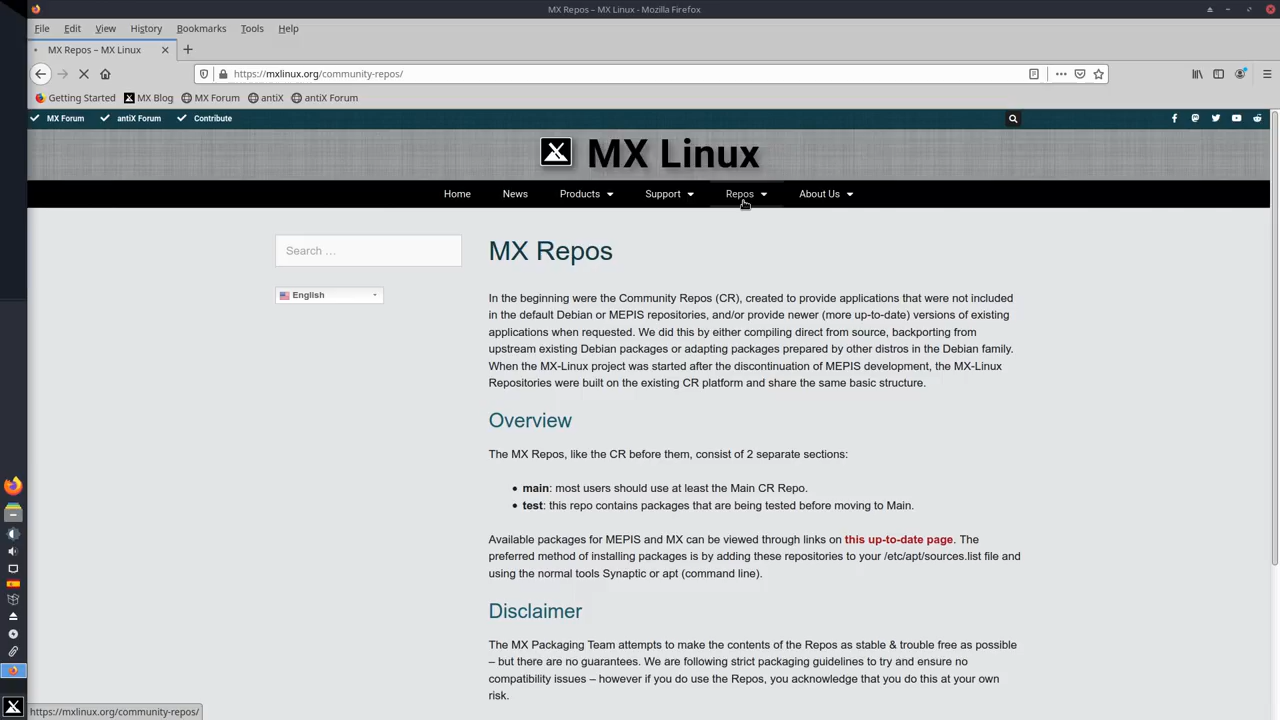 MX Repos – MX Linux - Mozilla Firefox
File Edit View History Bookmarks Tools Help
MX Repos – MX Linux
https://mxlinux.org/community-repos/
Getting Started MX Blog MX Forum antiX antiX Forum
MX Forum antiX Forum Contribute
MX Linux
Home News Products Support Repos About Us
Search …
English
MX Repos
In the beginning were the Community Repos (CR), created to provide applications that were not included
in the default Debian or MEPIS repositories, and/or provide newer (more up-to-date) versions of existing
applications when requested. We did this by either compiling direct from source, backporting from
upstream existing Debian packages or adapting packages prepared by other distros in the Debian family.
When the MX-Linux project was started after the discontinuation of MEPIS development, the MX-Linux
Repositories were built on the existing CR platform and share the same basic structure.
Overview
The MX Repos, like the CR before them, consist of 2 separate sections:
• main: most users should use at least the Main CR Repo.
• test: this repo contains packages that are being tested before moving to Main.
Available packages for MEPIS and MX can be viewed through links on this up-to-date page. The
preferred method of installing packages is by adding these repositories to your /etc/apt/sources.list file and
using the normal tools Synaptic or apt (command line).
Disclaimer
The MX Packaging Team attempts to make the contents of the Repos as stable & trouble free as possible
– but there are no guarantees. We are following strict packaging guidelines to try and ensure no
compatibility issues – however if you do use the Repos, you acknowledge that you do this at your own
risk.
https://mxlinux.org/community-repos/